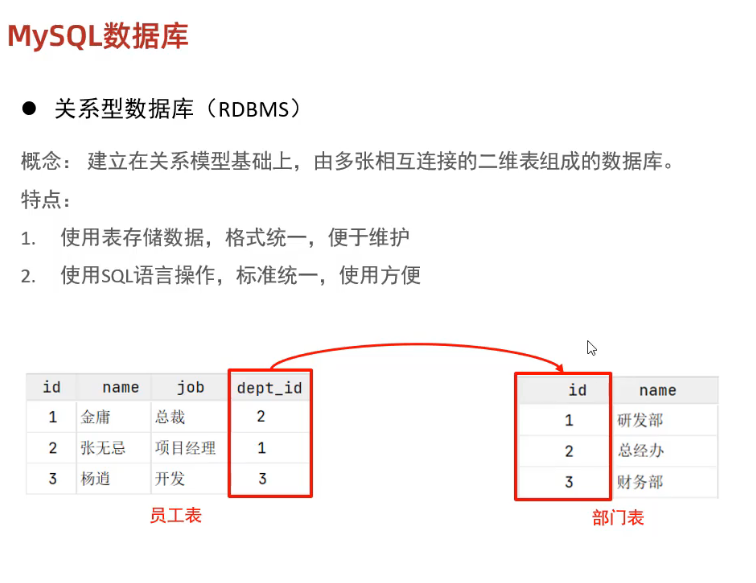 MySQL数据库
● 关系型数据库（RDBMS）
概念： 建立在关系模型基础上，由多张相互连接的二维表组成的数据库。
特点：
1. 使用表存储数据，格式统一，便于维护
2. 使用SQL语言操作，标准统一，使用方便
id name job dept_id
1 金庸 总裁 2
2 张无忌 项目经理 1
3 杨逍 开发 3
员工表
id name
1 研发部
2 总经办
3 财务部
部门表